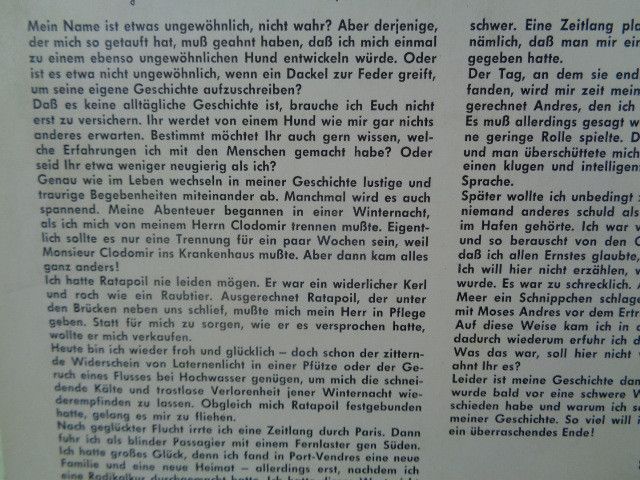 Mein Name ist etwas ungewöhnlich, nicht wahr? Aber derjenige,
der mich so getauft hat, muß geahnt haben, daß ich mich einmal
zu einem ebenso ungewöhnlichen Hund entwickeln würde. Oder
ist es etwa nicht ungewöhnlich, wenn ein Dackel zur Feder greift,
um seine eigene Geschichte aufzuschreiben?
Daß es keine alltägliche Geschichte ist, brauche ich Euch nicht
erst zu versichern. Ihr werdet von einem Hund wie mir gar nichts
anderes erwarten. Bestimmt möchtet Ihr auch gern wissen, wel-
che Erfahrungen ich mit den Menschen gemacht habe? Oder
seid Ihr etwa weniger neugierig als ich?
Genau wie im Leben wechseln in meiner Geschichte lustige und
traurige Begebenheiten miteinander ab. Manchmal wird es auch
spannend. Meine Abenteuer begannen in einer Winternacht,
als ich mich von meinem Herrn Clodomir trennen mußte. Eigent-
lich sollte es nur eine Trennung für ein paar Wochen sein, weil
Monsieur Clodomir ins Krankenhaus mußte. Aber dann kam alles
ganz anders!
Ich hatte Ratapoil nie leiden mögen. Er war ein widerlicher Kerl
und roch wie ein Raubtier. Ausgerechnet Ratapoil, der unter
den Brücken neben uns schlief, mußte mich mein Herr in Pflege
geben. Statt für mich zu sorgen, wie er es versprochen hatte,
wollte er mich verkaufen.
Heute bin ich wieder froh und glücklich – doch schon der zittern-
de Widerschein von Laternenlicht in einer Pfütze oder der Ge-
ruch eines Flusses bei Hochwasser genügen, um mich die schnei-
dende Kälte und trostlose Verlorenheit jener Winternacht wie-
derempfinden zu lassen. Obgleich mich Ratapoil festgebunden
hatte, gelang es mir zu fliehen.
Nach geglückter Flucht irrte ich eine Zeitlang durch Paris. Dann
fuhr ich als blinder Passagier mit einem Fernlaster gen Süden.
Ich hatte großes Glück, denn ich fand in Port-Vendres eine neue
Familie und eine neue Heimat – allerdings erst, nachdem ich
eine Radikalkur durchgemacht hatte.
schwer. Eine Zeitlang
nämlich, daß man mir
gegeben hatte.
Der Tag, an dem sie
fanden, wird mir zeit
gerechnet Andres, den ich
Es muß allerdings gesagt
ne geringe Rolle spielte.
und man überschüttete mich
einen klugen und
Sprache.
Später wollte ich unbedingt
niemand anderes schuld als
im Hafen gehörte. Ich war
und so berauscht von den
daß ich allen Ernstes glaubte,
Ich will hier nicht erzählen,
wurde. Es war zu schrecklich.
Meer ein Schnippchen
mit Moses Andres vor dem
Auf diese Weise kam ich in
dadurch wiederum erfuhr ich
Was das war, soll hier nicht
ahnt Ihr es?
Leider ist meine Geschichte
wurde bald vor eine schwere
schieden habe und warum ich
meiner Geschichte. So viel will
ein überraschendes Ende!